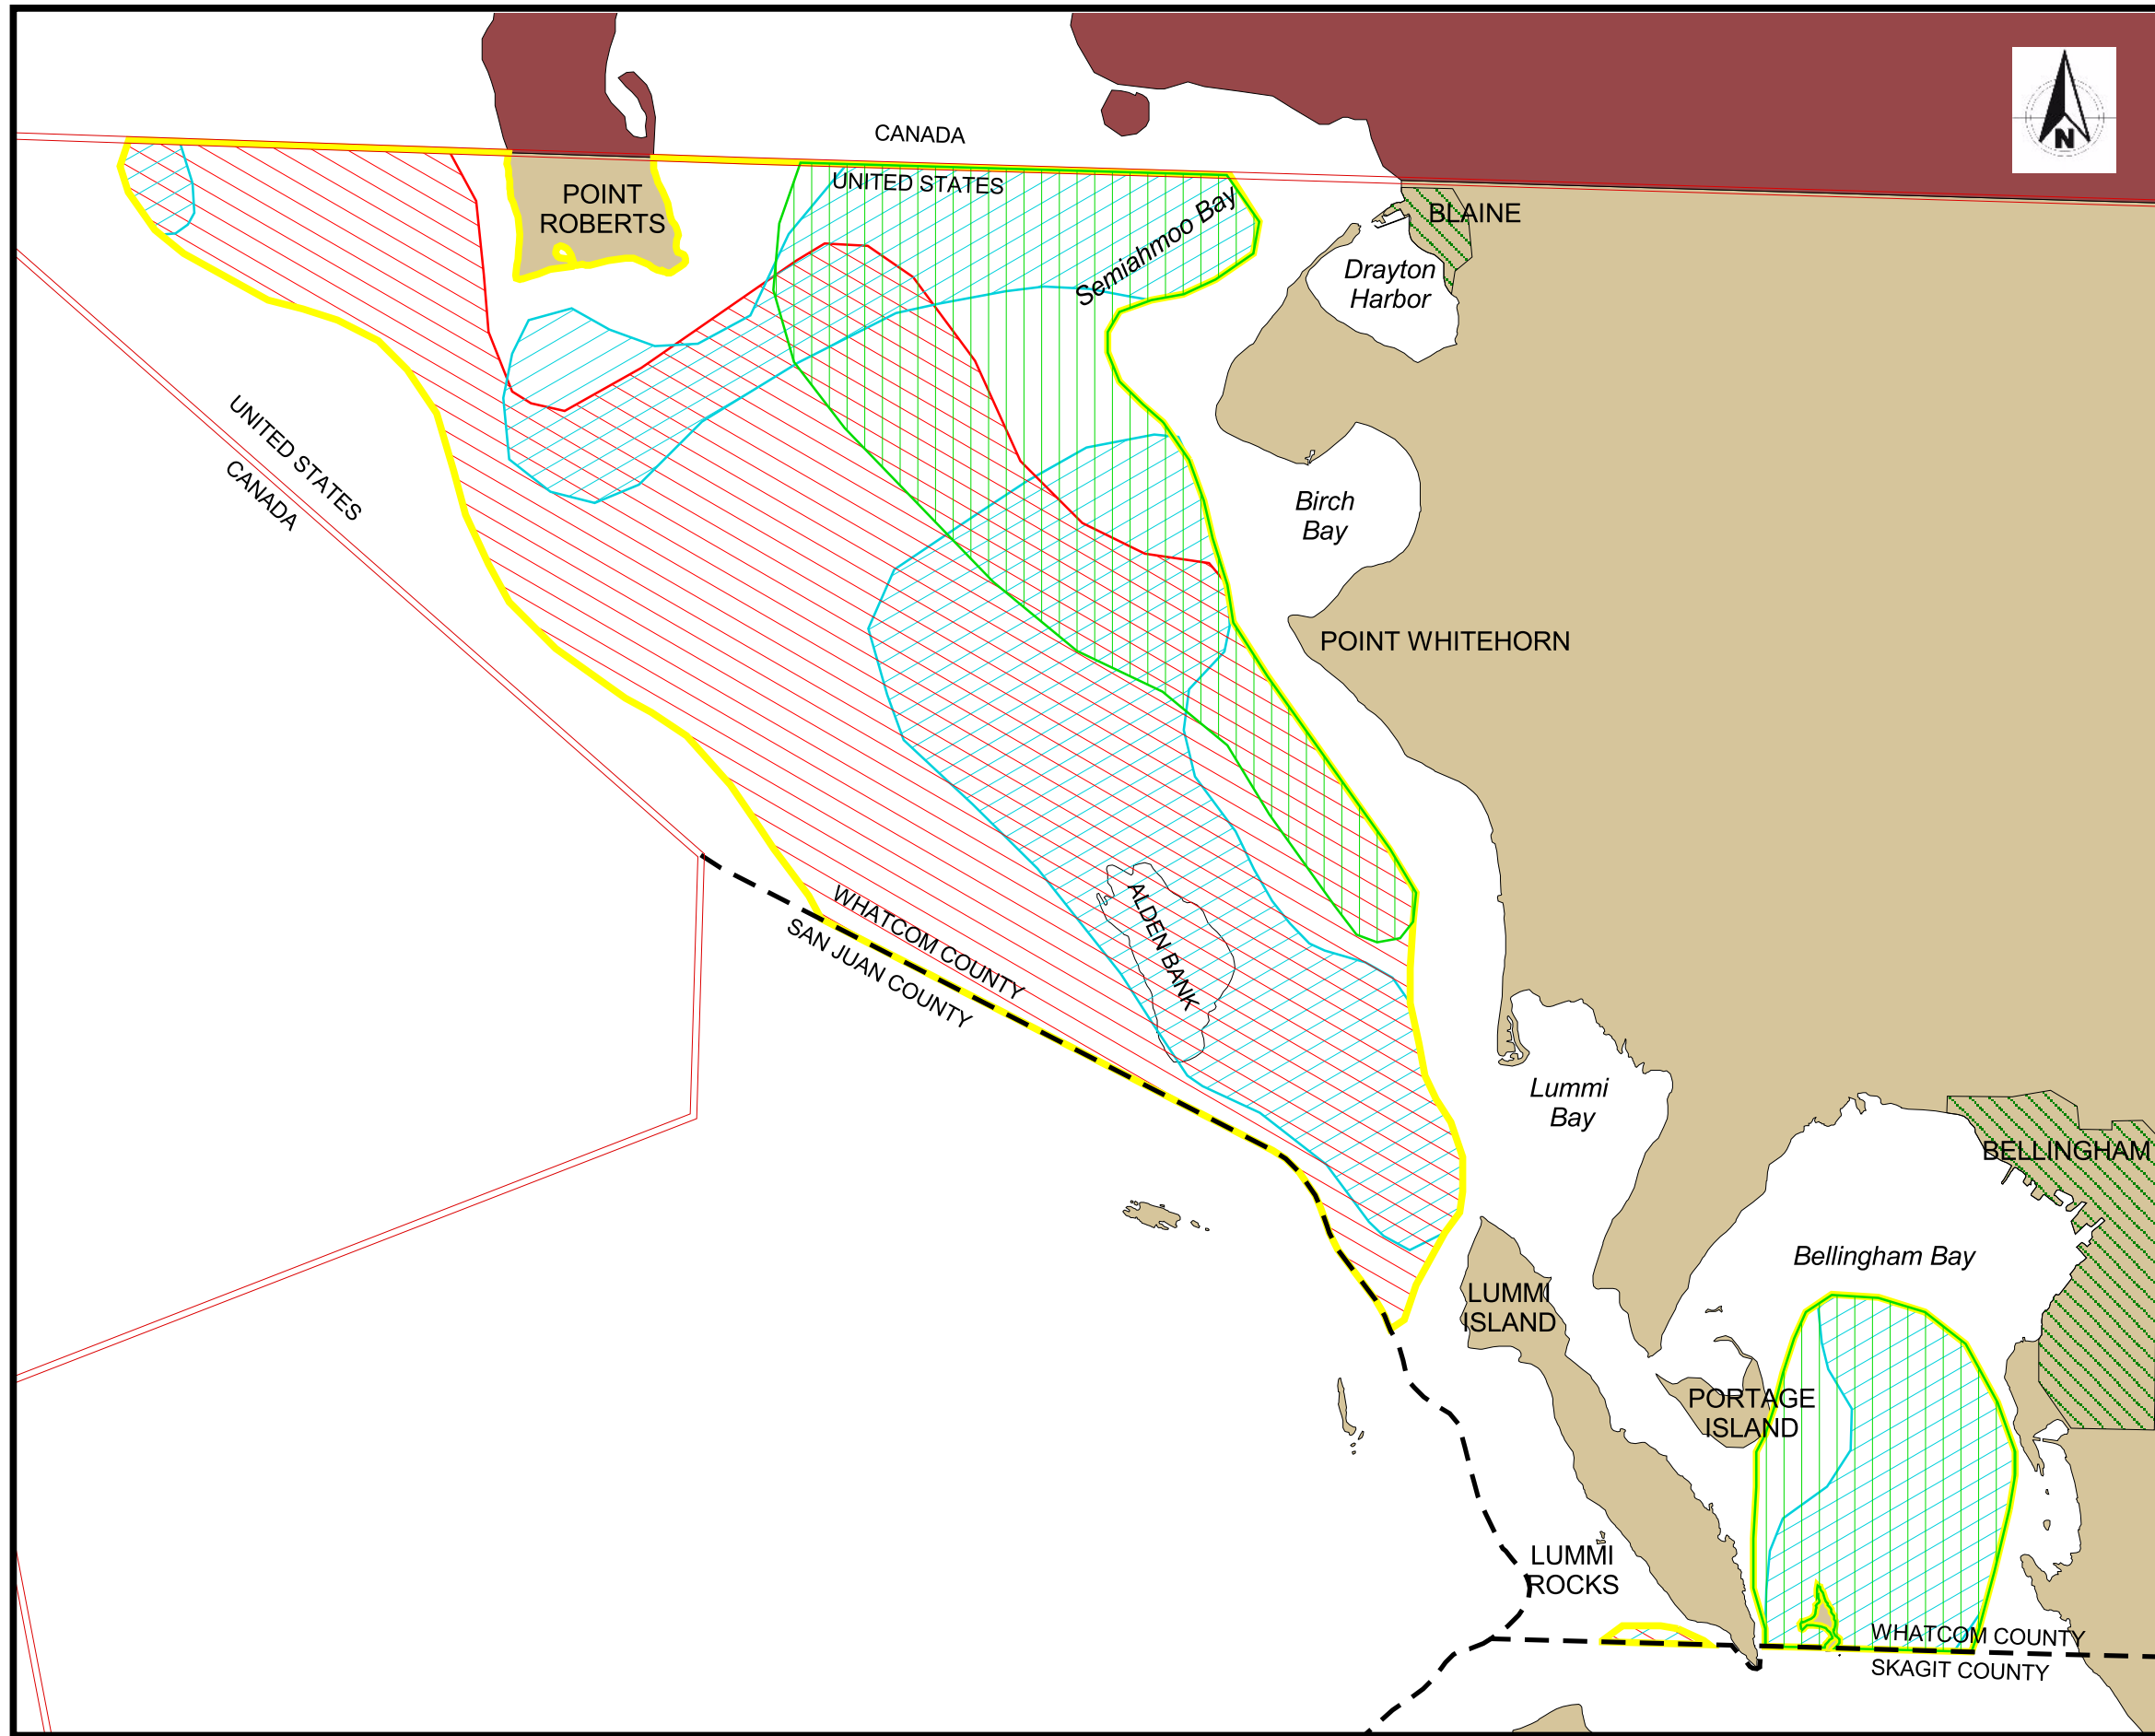 CANADA
N
UNITED STATES
POINT
ROBERTS
Semiahmoo Bay
BLAINE
Drayton
Harbor
UNITED STATES
CANADA
Birch
Bay
POINT WHITEHORN
ALDEN BANK
WHATCOM COUNTY
SAN JUAN COUNTY
Lummi
Bay
BELLINGHAM
Bellingham Bay
LUMMI
ISLAND
PORTAGE
ISLAND
LUMMI
ROCKS
WHATCOM COUNTY
SKAGIT COUNTY